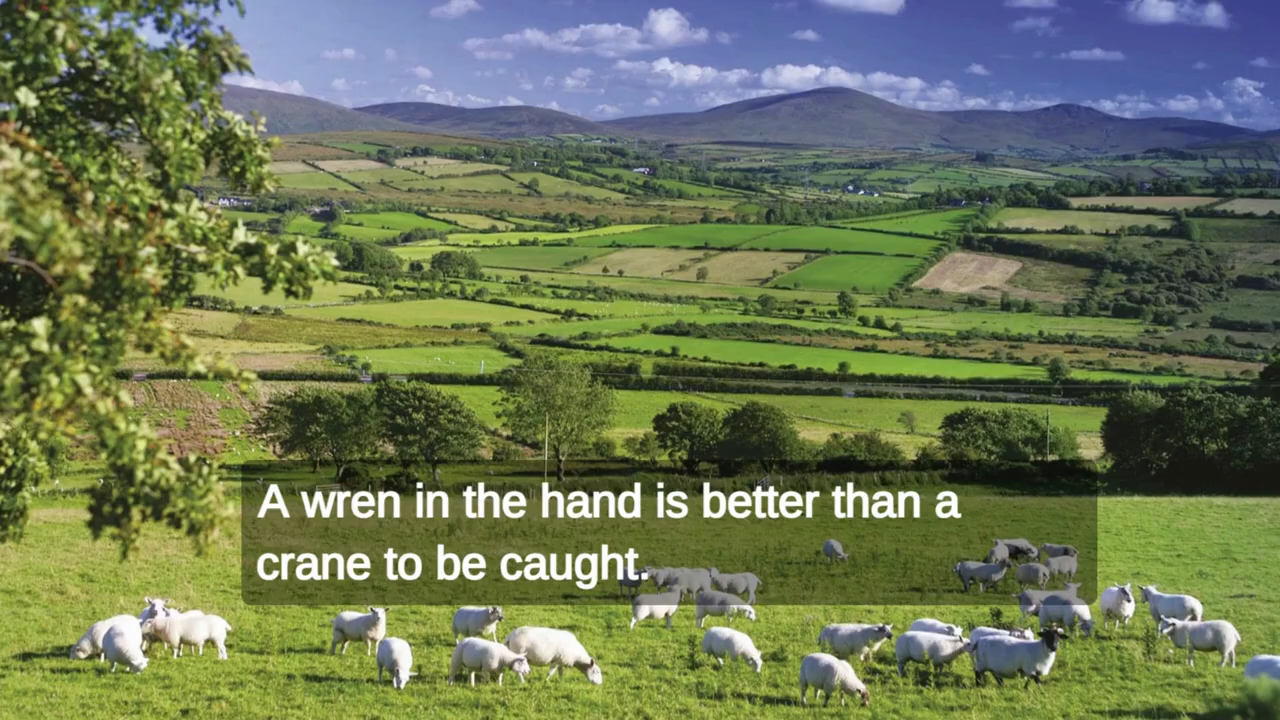 A wren in the hand is better than a
crane to be caught.